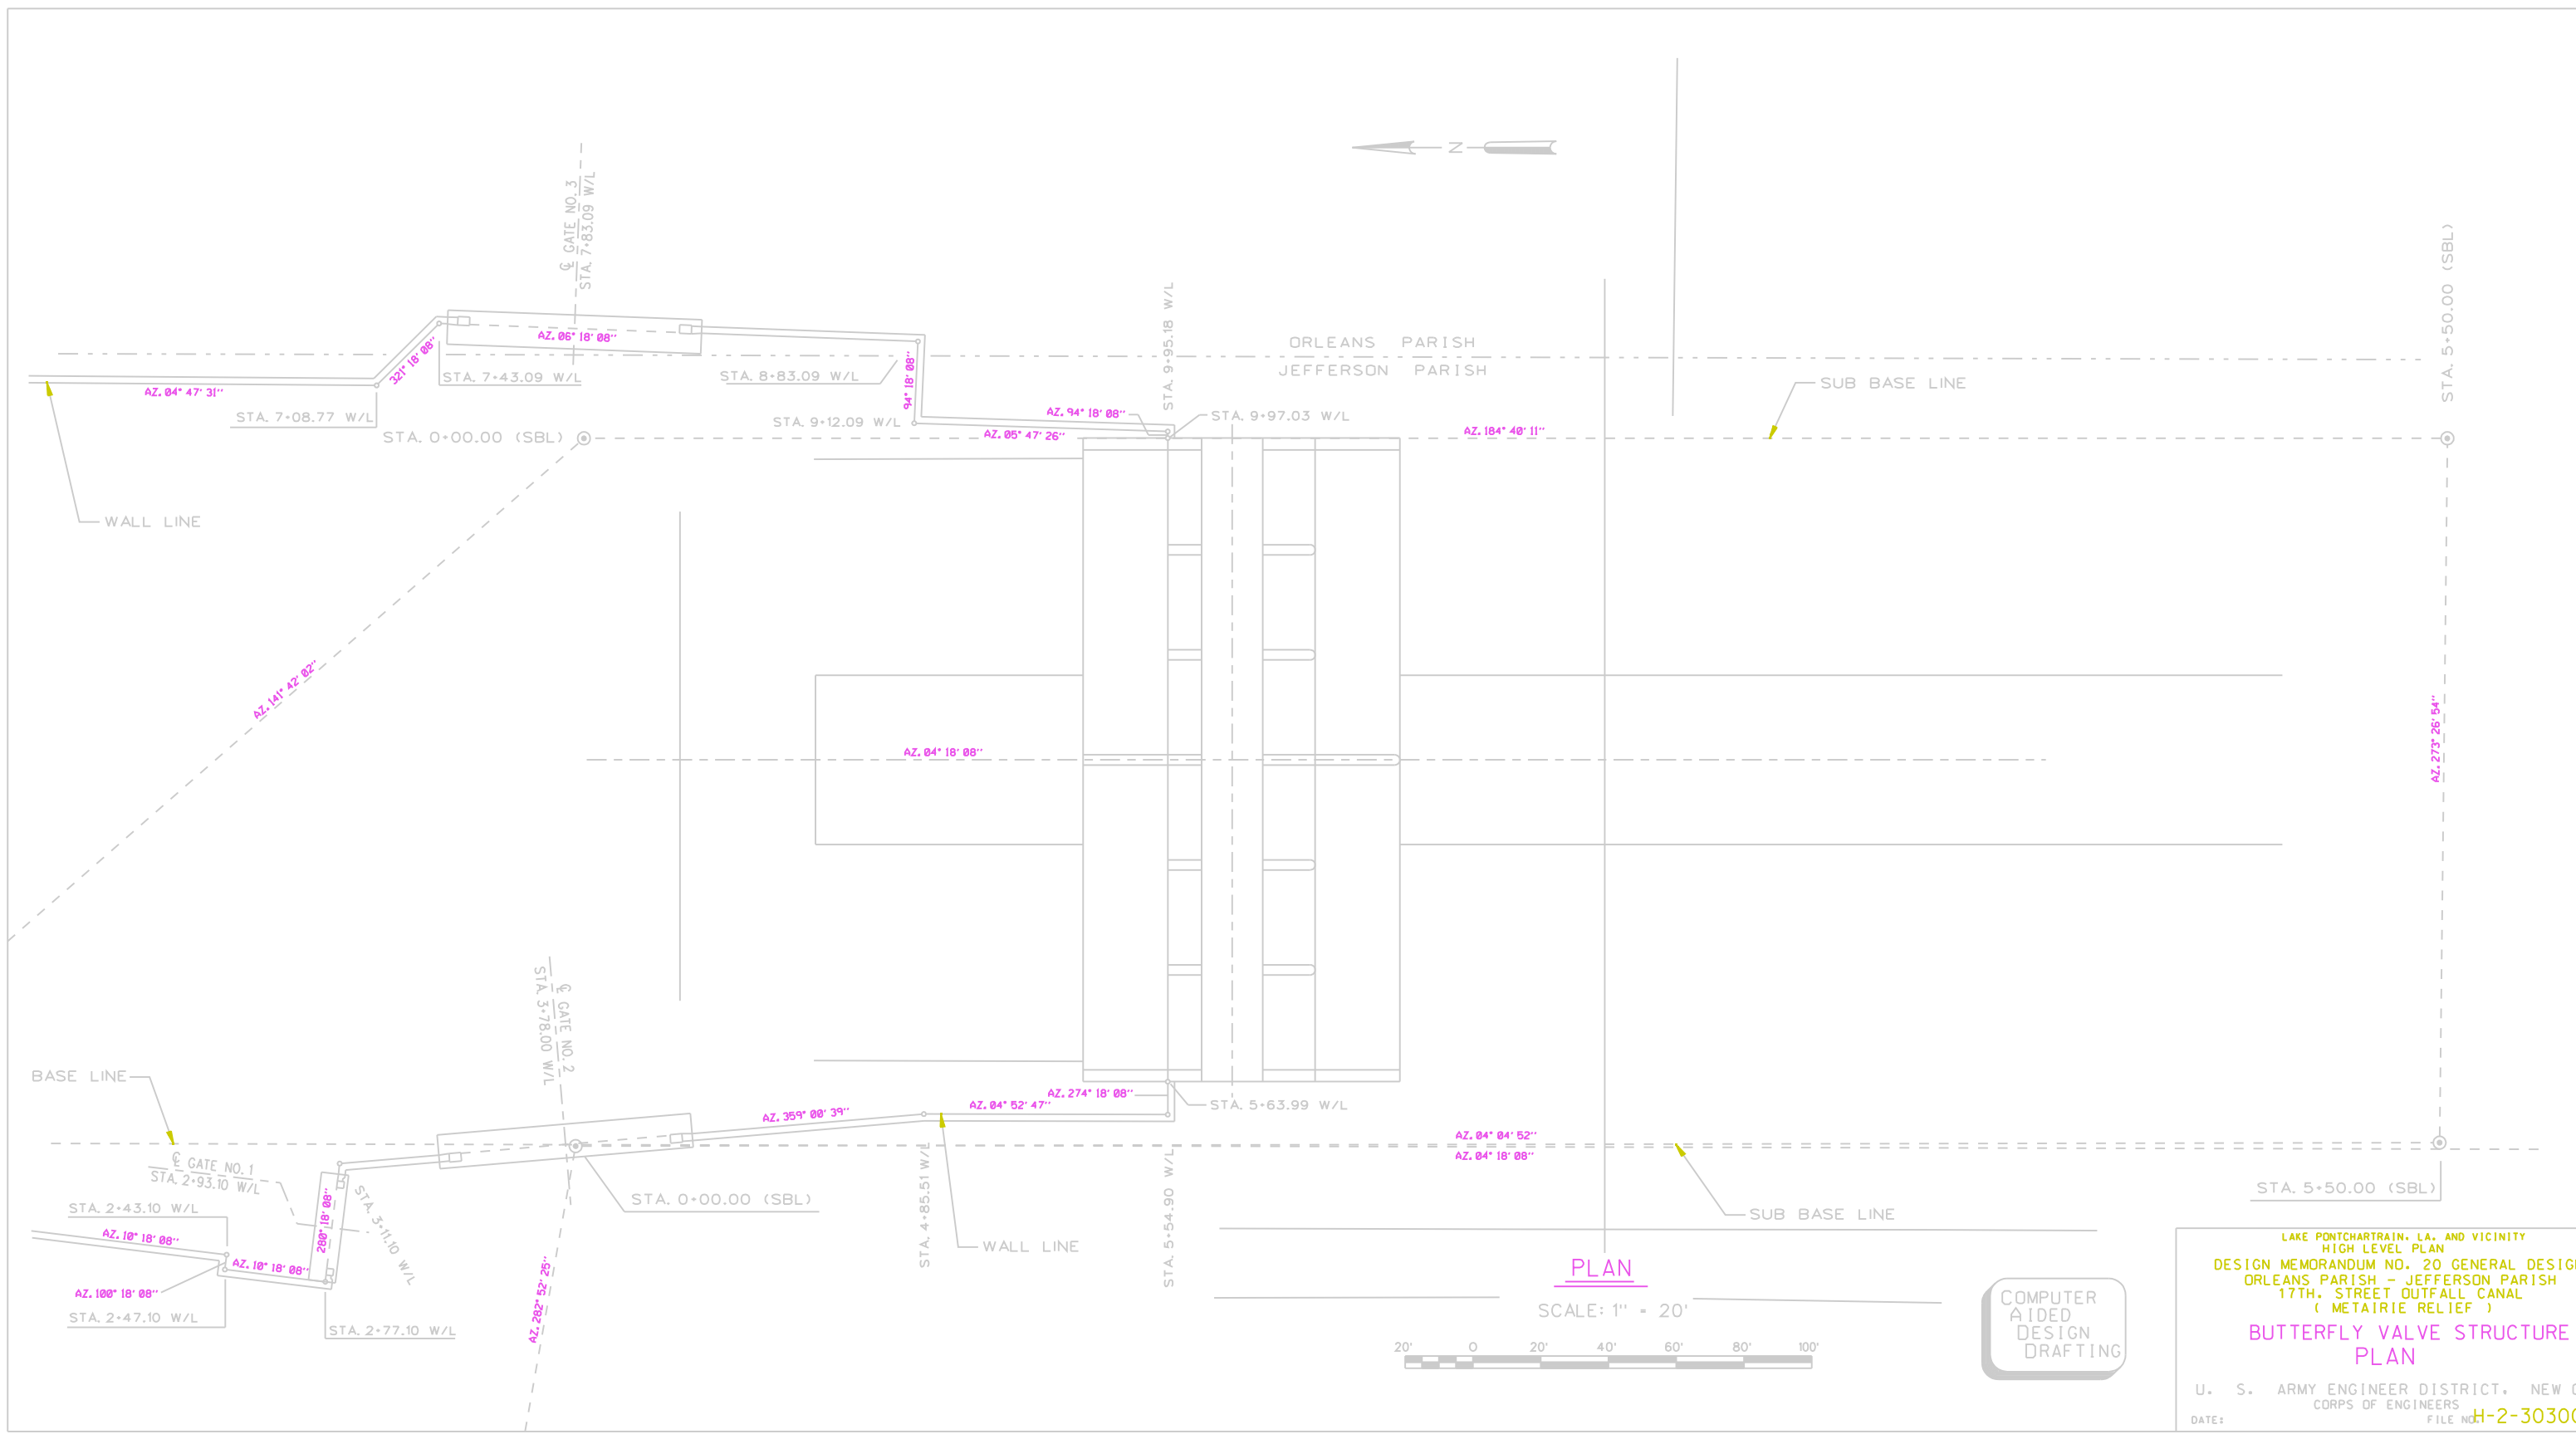 ℄ GATE NO. 3
STA. 7+83.09 W/L
N
STA. 5+50.00 (SBL)
AZ. 06° 18' 08''
321° 18' 08''
STA. 7+43.09 W/L
STA. 8+83.09 W/L
94° 18' 08''
STA. 9+95.18 W/L
ORLEANS PARISH
JEFFERSON PARISH
SUB BASE LINE
AZ. 04° 47' 31''
STA. 7+08.77 W/L
STA. 0+00.00 (SBL)
STA. 9+12.09 W/L
AZ. 94° 18' 08''
STA. 9+97.03 W/L
AZ. 05° 47' 26''
AZ. 184° 40' 11''
WALL LINE
AZ. 141° 42' 02''
AZ. 04° 18' 08''
AZ. 273° 26' 54''
℄ GATE NO. 2
STA. 3+78.00 W/L
BASE LINE
AZ. 274° 18' 08''
AZ. 359° 00' 39''
AZ. 04° 52' 47''
STA. 5+63.99 W/L
AZ. 04° 04' 52''
AZ. 04° 18' 08''
℄ GATE NO. 1
STA. 2+93.10 W/L
STA. 3+11.10 W/L
280° 18' 08''
STA. 2+43.10 W/L
STA. 0+00.00 (SBL)
STA. 4+85.51 W/L
STA. 5+54.90 W/L
STA. 5+50.00 (SBL)
SUB BASE LINE
AZ. 10° 18' 08''
AZ. 10° 18' 08''
WALL LINE
AZ. 100° 18' 08''
STA. 2+47.10 W/L
STA. 2+77.10 W/L
AZ. 282° 52' 25''
PLAN
SCALE: 1'' = 20'
20' 0 20' 40' 60' 80' 100'
COMPUTER
AIDED
DESIGN
DRAFTING
LAKE PONTCHARTRAIN, LA. AND VICINITY
HIGH LEVEL PLAN
DESIGN MEMORANDUM NO. 20 GENERAL DESIG
ORLEANS PARISH - JEFFERSON PARISH
17TH. STREET OUTFALL CANAL
( METAIRIE RELIEF )
BUTTERFLY VALVE STRUCTURE
PLAN
U. S. ARMY ENGINEER DISTRICT, NEW
CORPS OF ENGINEERS
DATE: FILE NO. H-2-3030